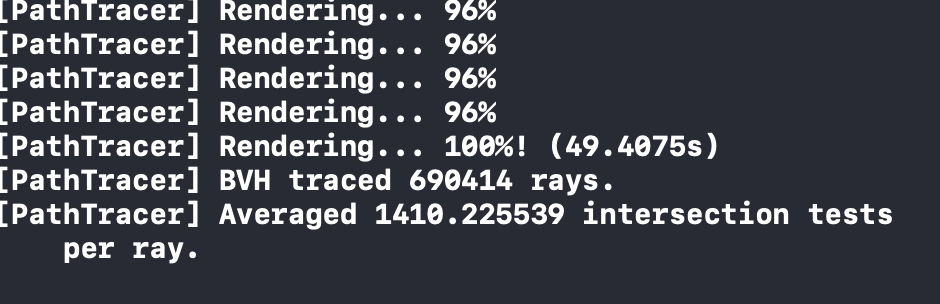 [PathTracer] Rendering... 96%
[PathTracer] Rendering... 96%
[PathTracer] Rendering... 96%
[PathTracer] Rendering... 96%
[PathTracer] Rendering... 100%! (49.4075s)
[PathTracer] BVH traced 690414 rays.
[PathTracer] Averaged 1410.225539 intersection tests
per ray.